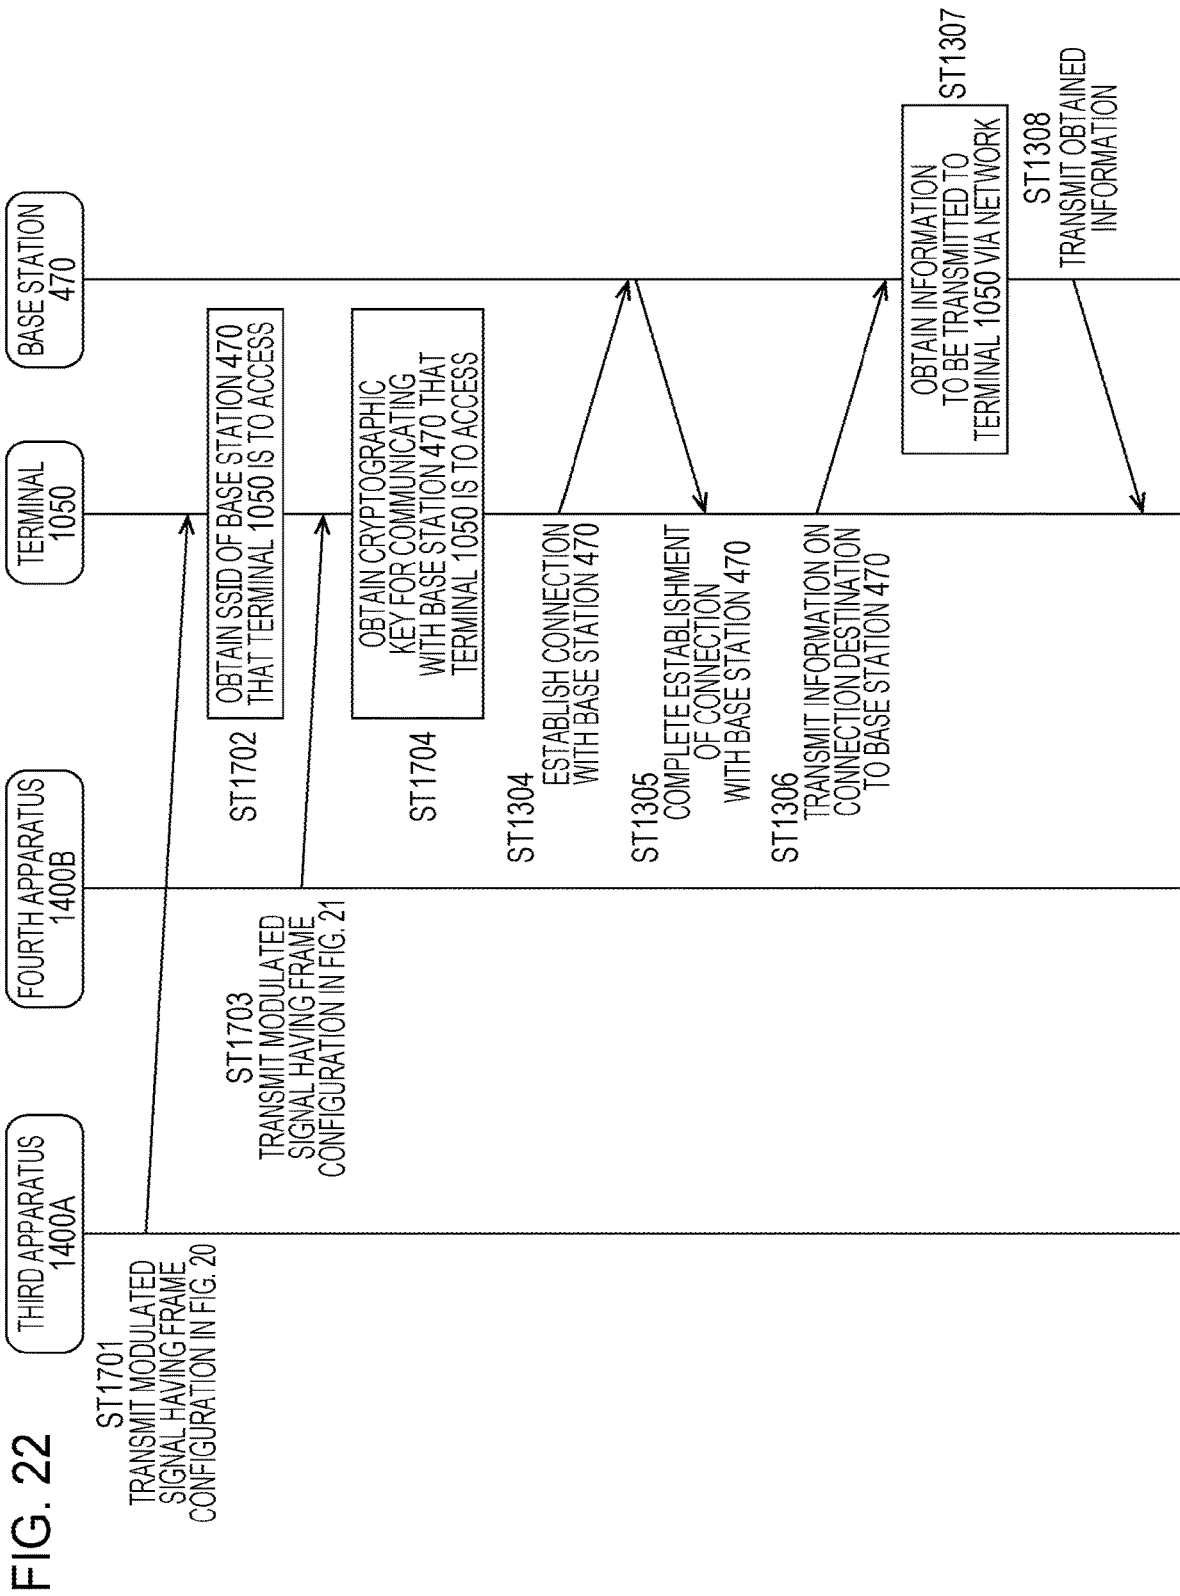 FIG. 22
THIRD APPARATUS
1400A
FOURTH APPARATUS
1400B
TERMINAL
1050
BASE STATION
470
ST1701
TRANSMIT MODULATED
SIGNAL HAVING FRAME
CONFIGURATION IN FIG. 20
ST1702
OBTAIN SSID OF BASE STATION 470
THAT TERMINAL 1050 IS TO ACCESS
ST1703
TRANSMIT MODULATED
SIGNAL HAVING FRAME
CONFIGURATION IN FIG. 21
ST1704
OBTAIN CRYPTOGRAPHIC
KEY FOR COMMUNICATING
WITH BASE STATION 470 THAT
TERMINAL 1050 IS TO ACCESS
ST1304
ESTABLISH CONNECTION
WITH BASE STATION 470
ST1305
COMPLETE ESTABLISHMENT
OF CONNECTION
WITH BASE STATION 470
ST1306
TRANSMIT INFORMATION ON
CONNECTION DESTINATION
TO BASE STATION 470
ST1307
OBTAIN INFORMATION
TO BE TRANSMITTED TO
TERMINAL 1050 VIA NETWORK
ST1308
TRANSMIT OBTAINED
INFORMATION